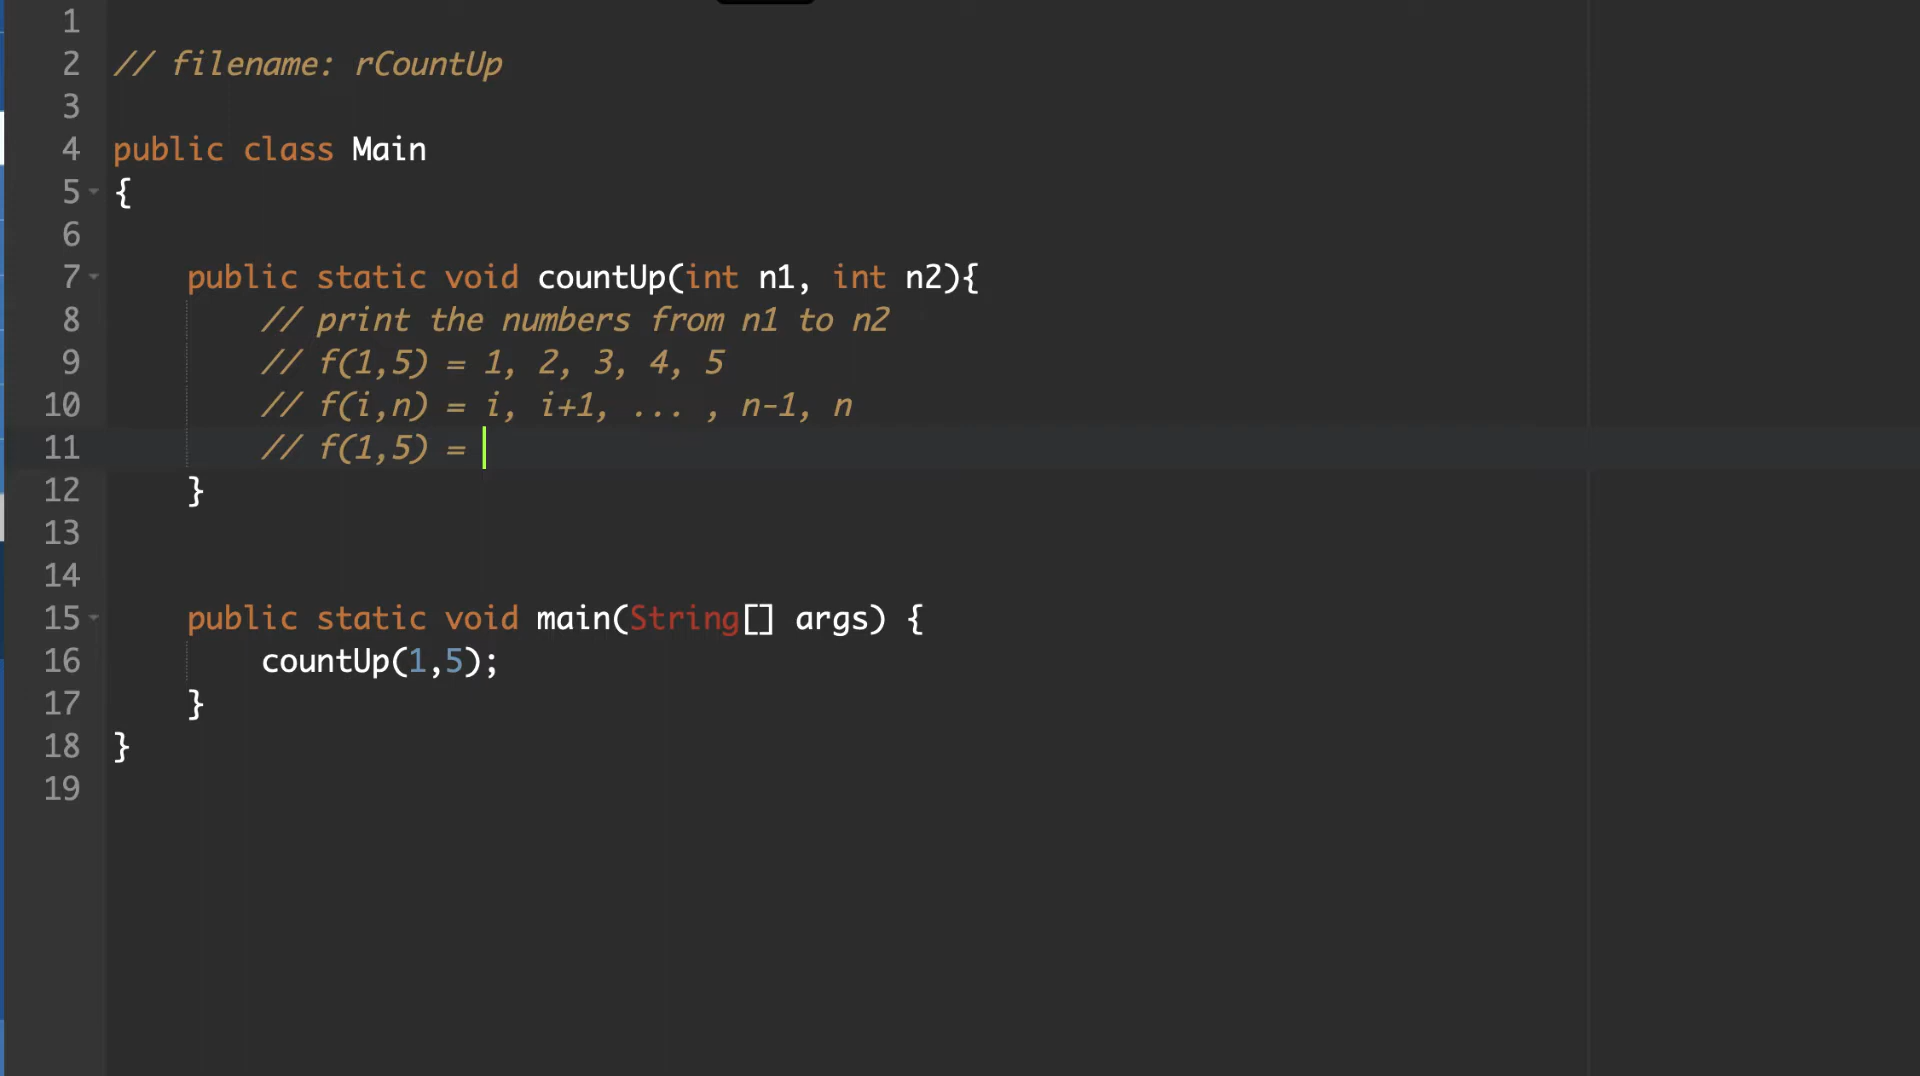 1
2 // filename: rCountUp
3
4 public class Main
5 {
6
7 public static void countUp(int n1, int n2){
8 // print the numbers from n1 to n2
9 // f(1,5) = 1, 2, 3, 4, 5
10 // f(i,n) = i, i+1, ... , n-1, n
11 // f(1,5) =
12 }
13
14
15 public static void main(String[] args) {
16 countUp(1,5);
17 }
18 }
19